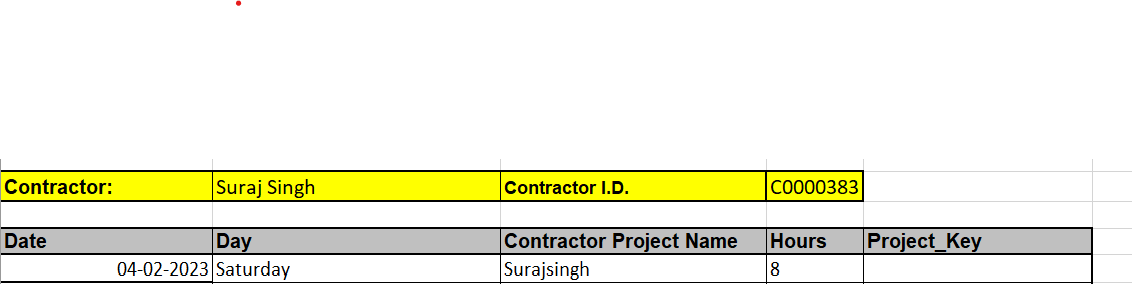 Contractor: Suraj Singh Contractor I.D. C0000383
Date Day Contractor Project Name Hours Project_Key
04-02-2023 Saturday Surajsingh 8